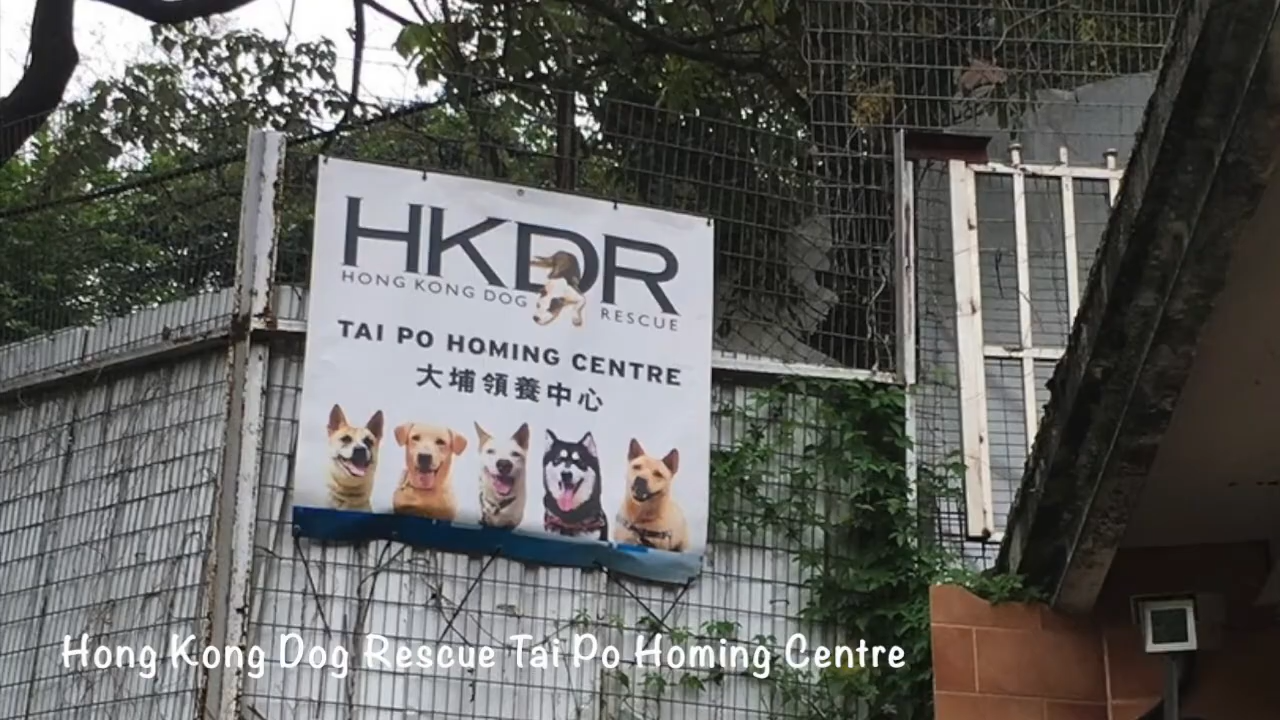 HKDR
HONG KONG DOG RESCUE
TAI PO HOMING CENTRE
大埔領養中心
Hong Kong Dog Rescue Tai Po Homing Centre